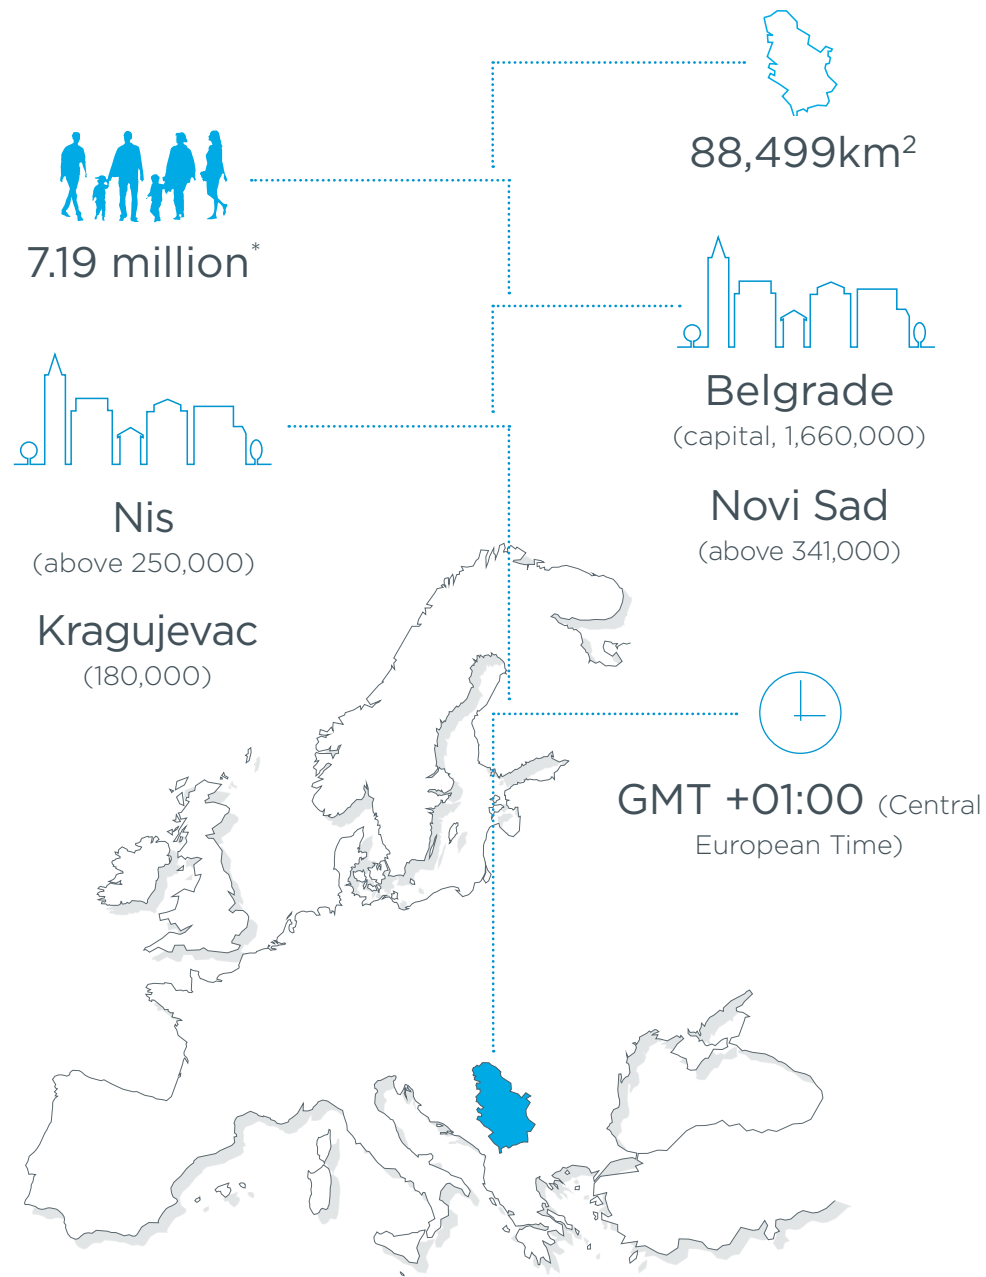 88,499km²
7.19 million*
Belgrade
(capital, 1,660,000)
Novi Sad
(above 341,000)
Nis
(above 250,000)
Kragujevac
(180,000)
GMT +01:00 (Central
European Time)